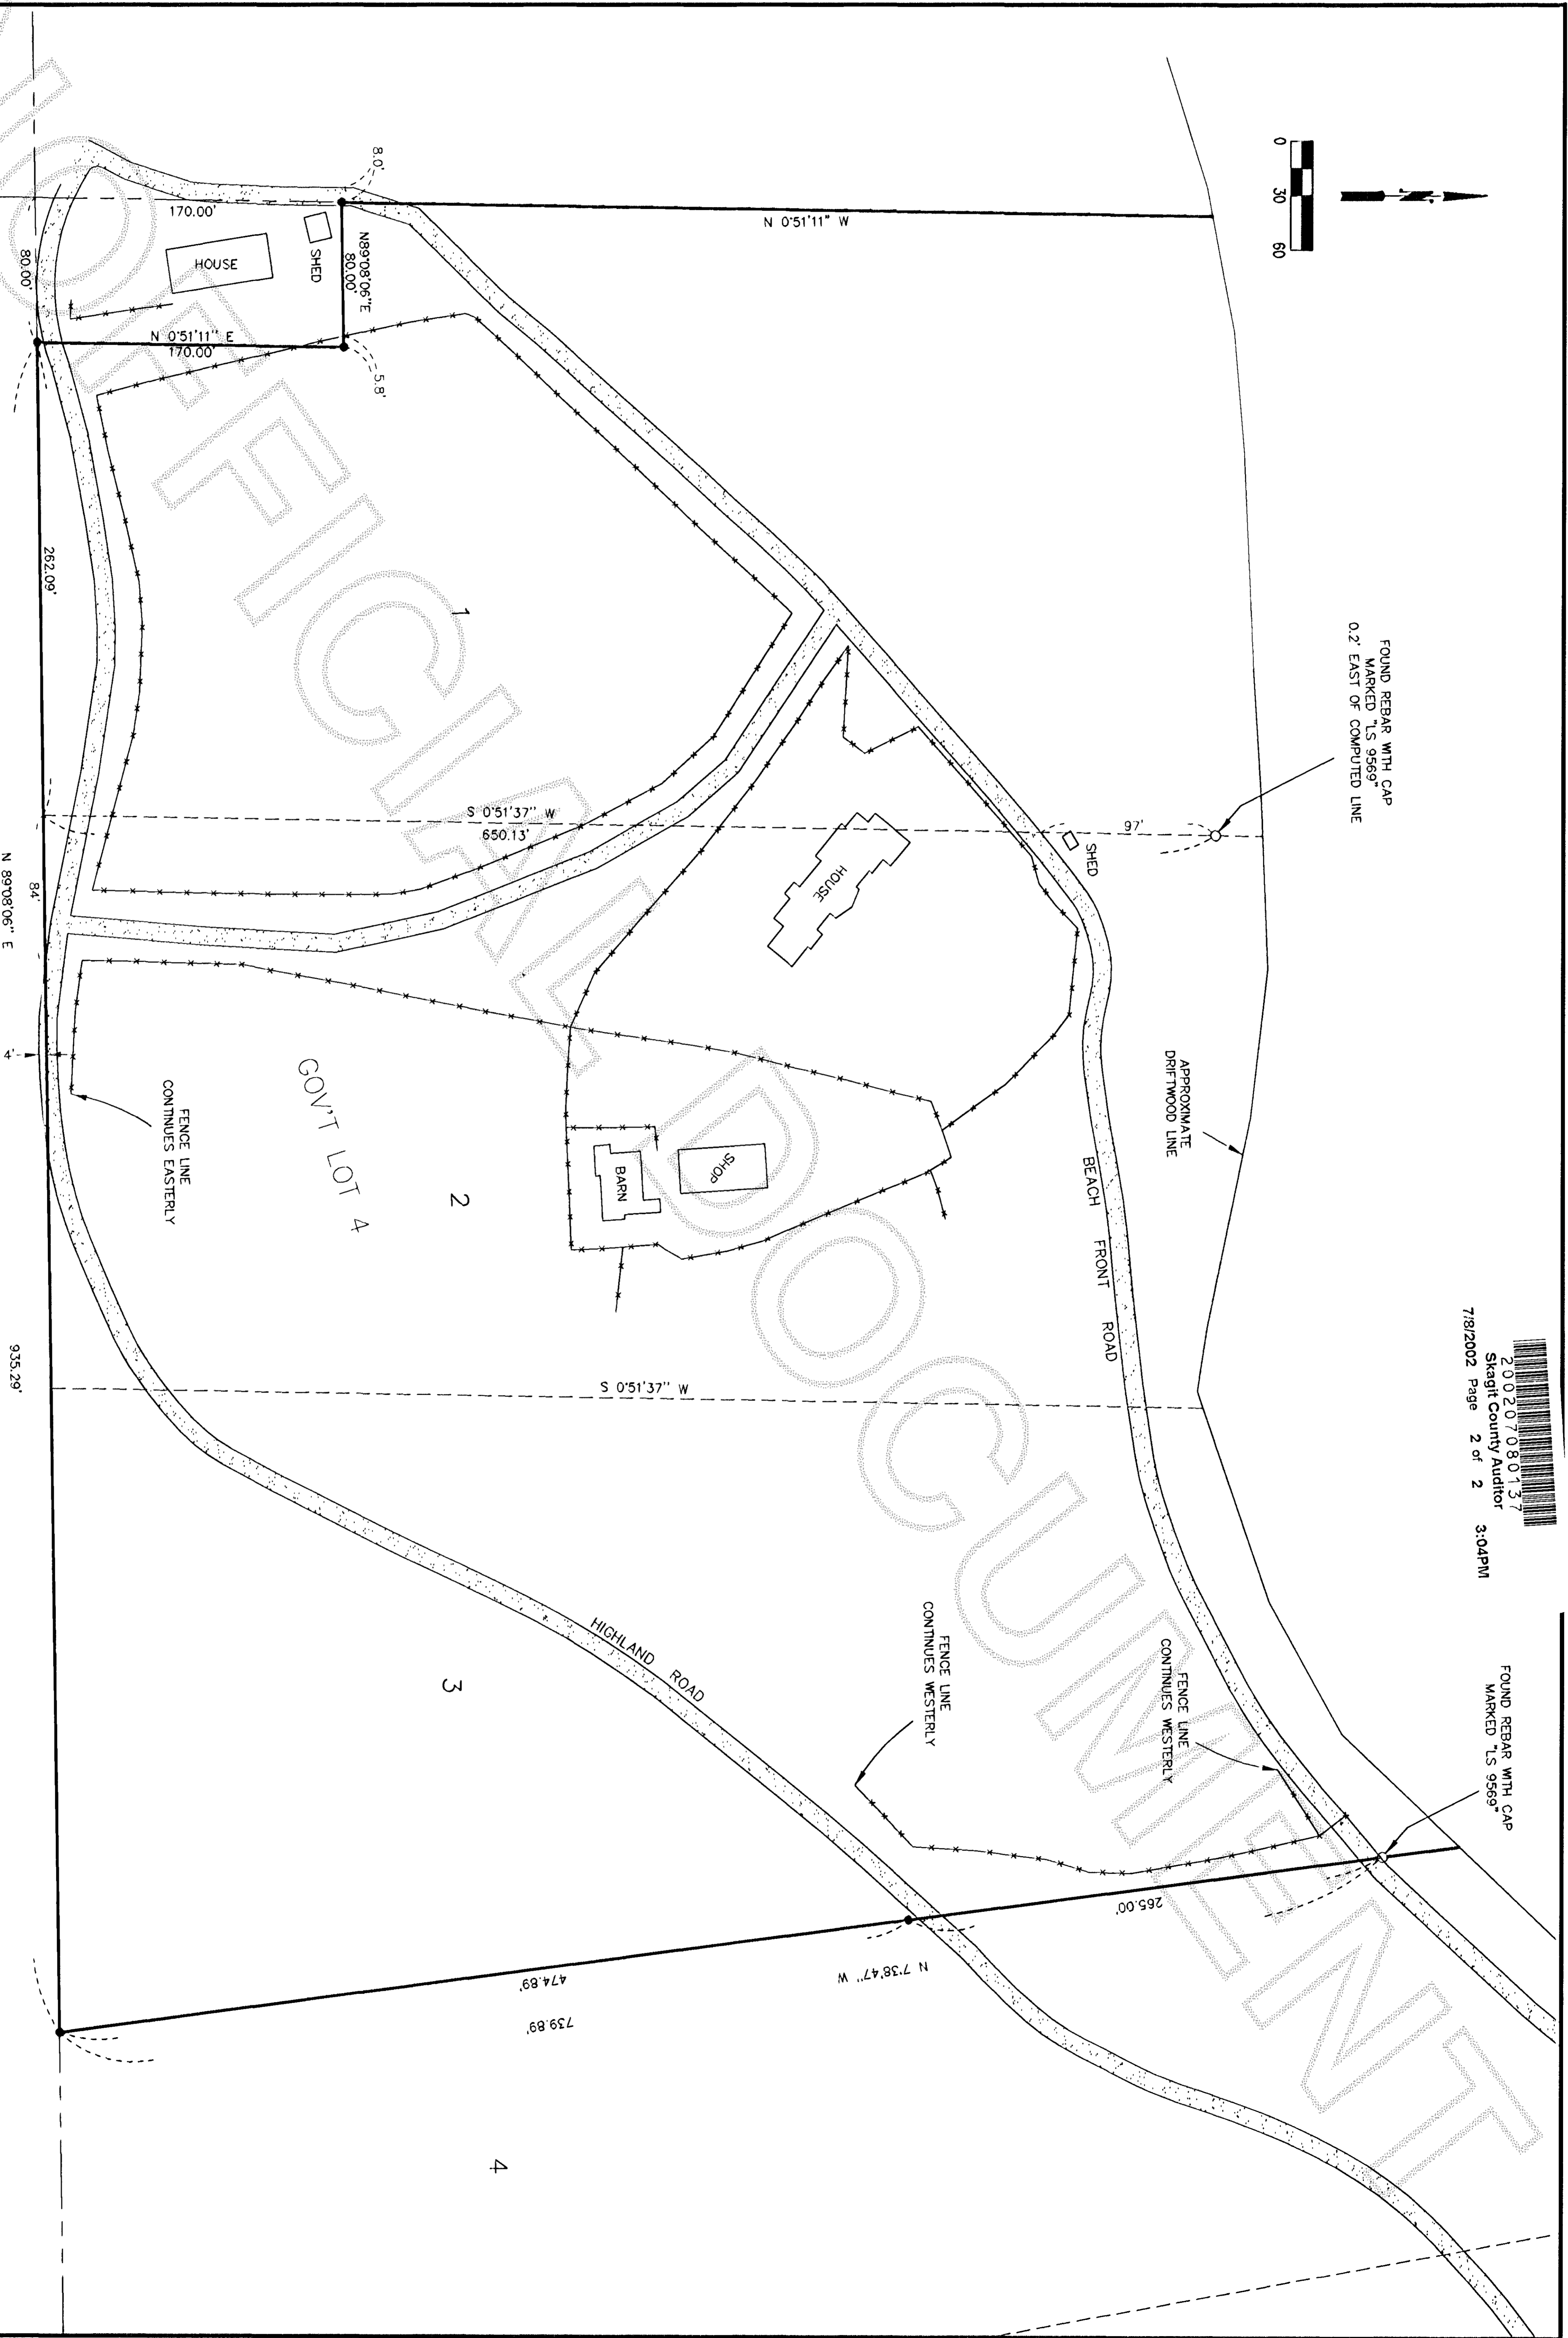 200207080137
Skagit County Auditor
7/8/2002 Page 2 of 2 3:04PM
0 30 60
FOUND REBAR WITH CAP
MARKED "LS 9569"
0.2' EAST OF COMPUTED LINE
FOUND REBAR WITH CAP
MARKED "LS 9569"
APPROXIMATE
DRIFTWOOD LINE
N 0°51'11" W
97'
SHED
BEACH FRONT ROAD
FENCE LINE
CONTINUES WESTERLY
FENCE LINE
CONTINUES WESTERLY
265.00'
N 7°38'47" W
8.0'
N89°08'06"E
80.00'
5.8'
170.00'
SHED
HOUSE
N 0°51'11" E
170.00'
80.00'
HOUSE
S 0°51'37" W
650.13'
1
SHOP
BARN
2
GOV'T LOT 4
S 0°51'37" W
HIGHLAND ROAD
3
474.89'
739.89'
4
FENCE LINE
CONTINUES EASTERLY
262.09'
84'
4'
N 89°08'06" E
935.29'
UNOFFICIAL DOCUMENT